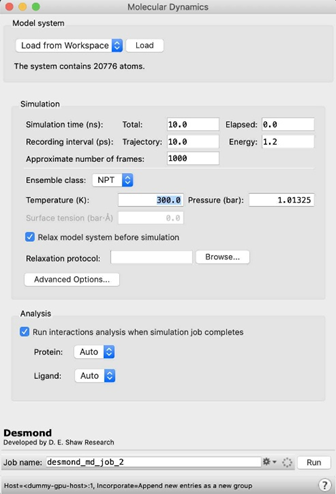 Molecular Dynamics
Model system
Load from Workspace Load
The system contains 20776 atoms.
Simulation
Simulation time (ns): Total: 10.0 Elapsed: 0.0
Recording interval (ps): Trajectory: 10.0 Energy: 1.2
Approximate number of frames: 1000
Ensemble class: NPT
Temperature (K): 300.0 Pressure (bar): 1.01325
Surface tension (bar·Å) 0.0
Relax model system before simulation
Relaxation protocol: Browse...
Advanced Options...
Analysis
Run interactions analysis when simulation job completes
Protein: Auto
Ligand: Auto
Desmond
Developed by D. E. Shaw Research
Job name: desmond_md_job_2 Run
Host=<dummy-gpu-host>:1, Incorporate=Append new entries as a new group ?